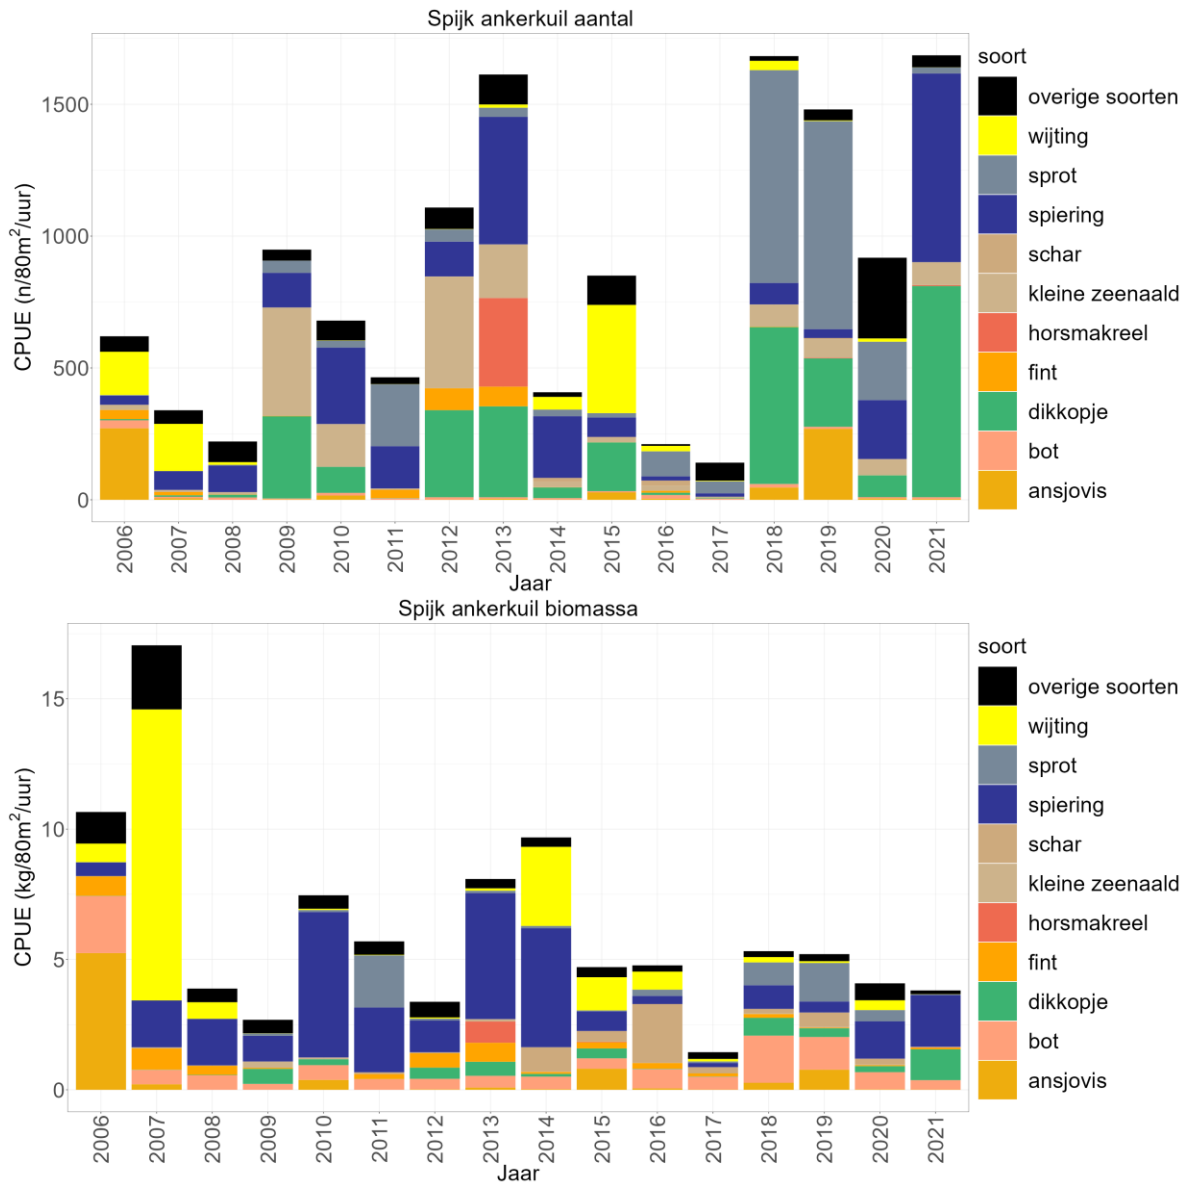 Spijk ankerkuil aantal
CPUE (n/80m²/uur)
1500
1000
500
0
2006 2007 2008 2009 2010 2011 2012 2013 2014 2015 2016 2017 2018 2019 2020 2021
Jaar
soort
overige soorten
wijting
sprot
spiering
schar
kleine zeenaald
horsmakreel
fint
dikkopje
bot
ansjovis
Spijk ankerkuil biomassa
CPUE (kg/80m²/uur)
15
10
5
0
2006 2007 2008 2009 2010 2011 2012 2013 2014 2015 2016 2017 2018 2019 2020 2021
Jaar
soort
overige soorten
wijting
sprot
spiering
schar
kleine zeenaald
horsmakreel
fint
dikkopje
bot
ansjovis